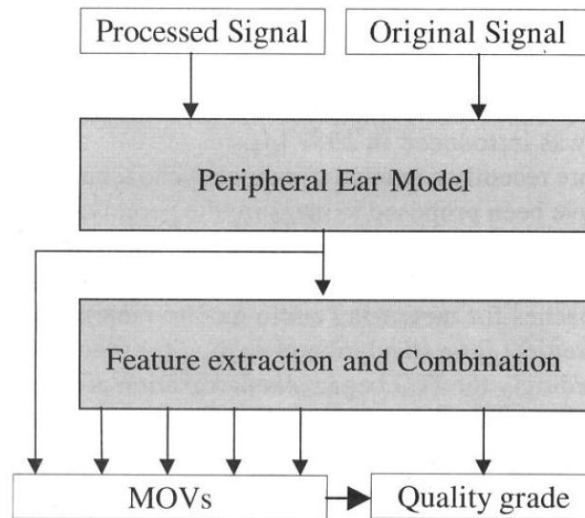 Processed Signal
Original Signal
Peripheral Ear Model
Feature extraction and Combination
MOVs
Quality grade